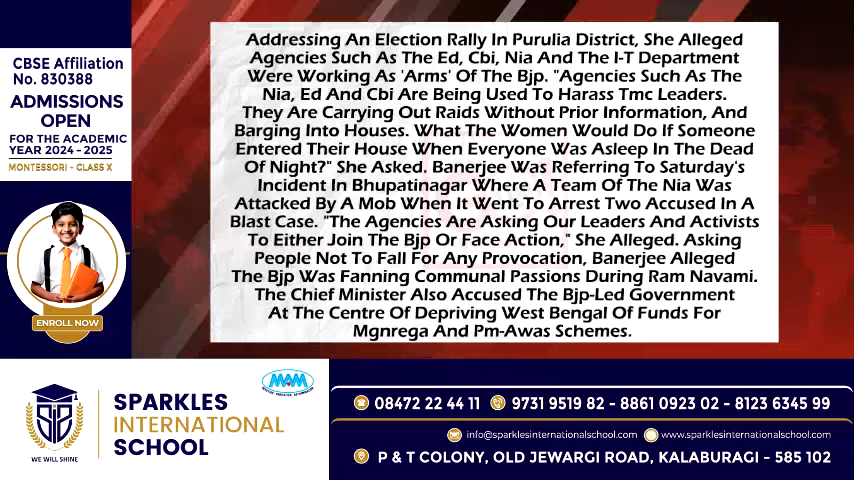 CBSE Affiliation
No. 830388
ADMISSIONS
OPEN
FOR THE ACADEMIC
YEAR 2024 - 2025
MONTESSORI - CLASS X
ENROLL NOW
Addressing An Election Rally In Purulia District, She Alleged
Agencies Such As The Ed, Cbi, Nia And The I-T Department
Were Working As 'Arms' Of The Bjp. "Agencies Such As The
Nia, Ed And Cbi Are Being Used To Harass Tmc Leaders.
They Are Carrying Out Raids Without Prior Information, And
Barging Into Houses. What The Women Would Do If Someone
Entered Their House When Everyone Was Asleep In The Dead
Of Night?" She Asked. Banerjee Was Referring To Saturday's
Incident In Bhupatinagar Where A Team Of The Nia Was
Attacked By A Mob When It Went To Arrest Two Accused In A
Blast Case. "The Agencies Are Asking Our Leaders And Activists
To Either Join The Bjp Or Face Action," She Alleged. Asking
People Not To Fall For Any Provocation, Banerjee Alleged
The Bjp Was Fanning Communal Passions During Ram Navami.
The Chief Minister Also Accused The Bjp-Led Government
At The Centre Of Depriving West Bengal Of Funds For
Mgnrega And Pm-Awas Schemes.
WE WILL SHINE
SPARKLES
INTERNATIONAL
SCHOOL
MAM
08472 22 44 11 9731 9519 82 - 8861 0923 02 - 8123 6345 99
info@sparklesinternationalschool.com www.sparklesinternationalschool.com
P & T COLONY, OLD JEWARGI ROAD, KALABURAGI - 585 102